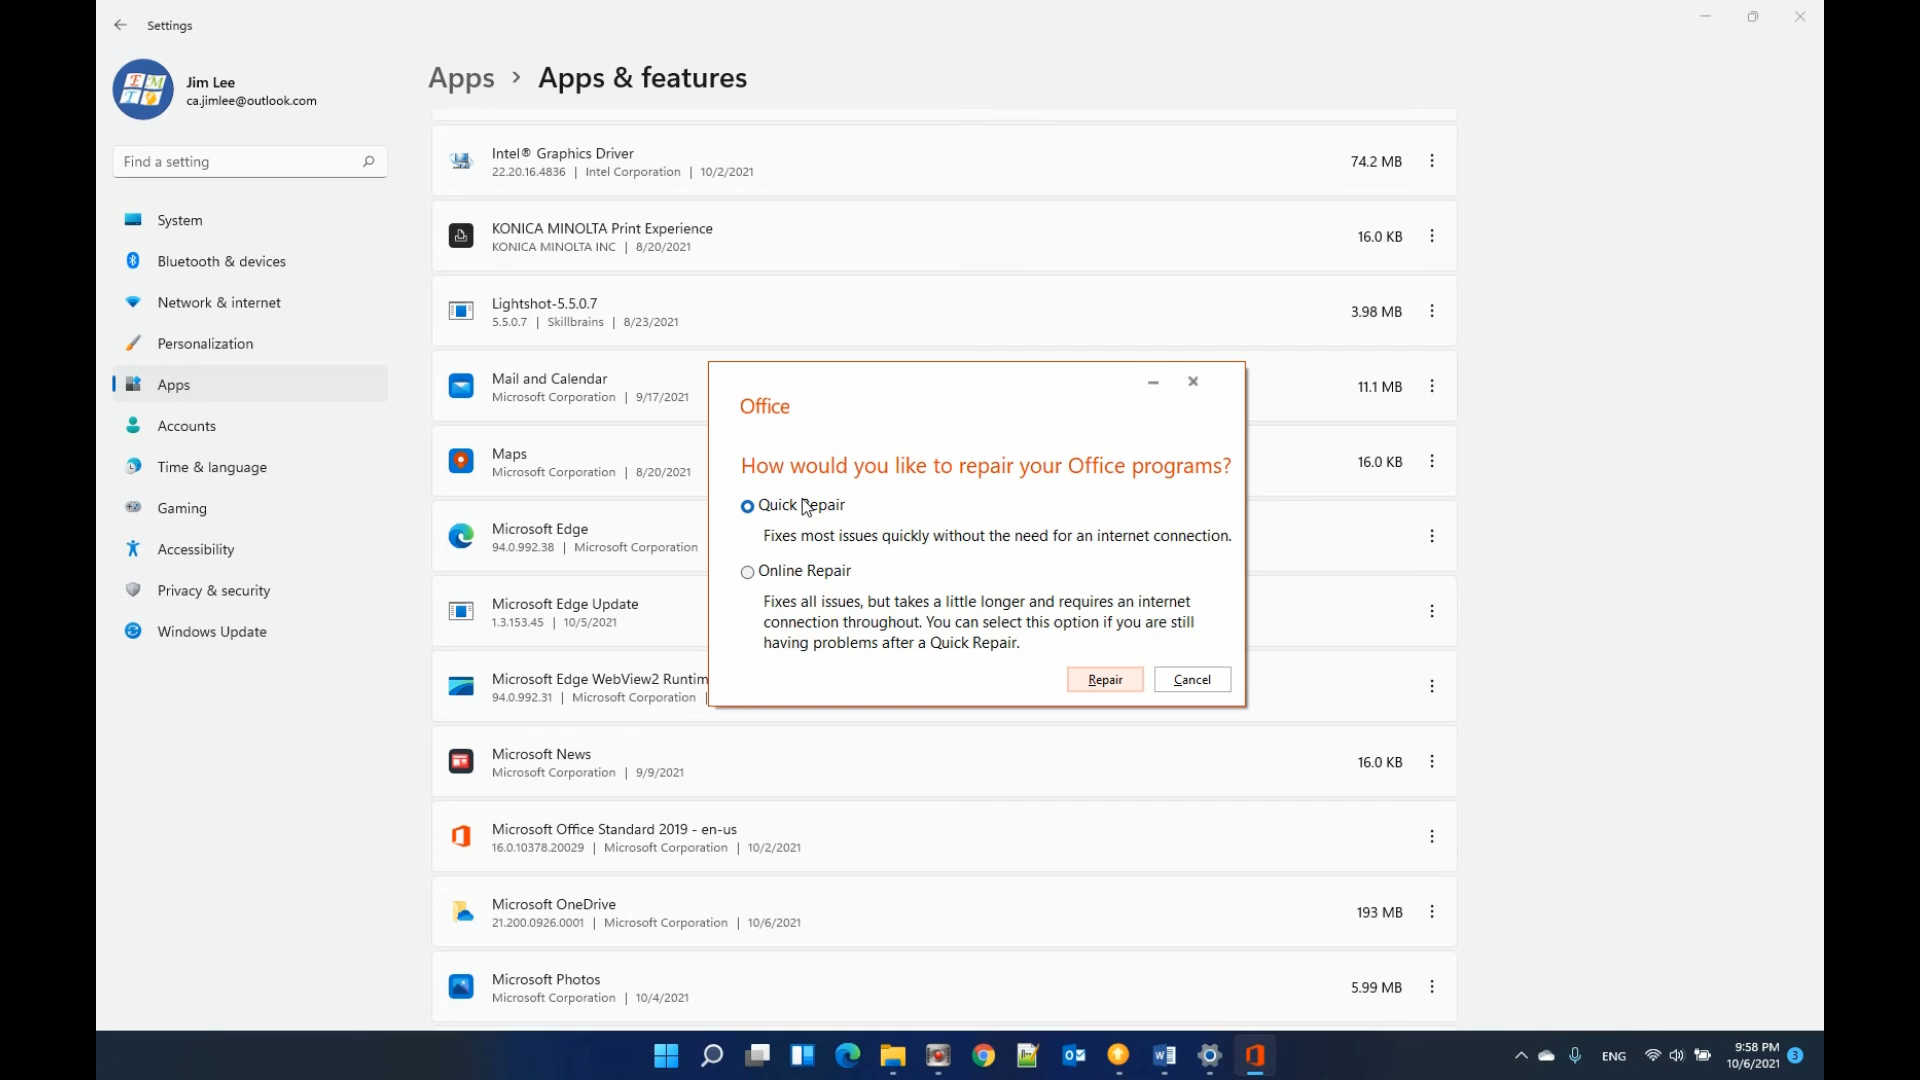 Settings
Jim Lee
ca.jimlee@outlook.com
Find a setting
System
Bluetooth & devices
Network & internet
Personalization
Apps
Accounts
Time & language
Gaming
Accessibility
Privacy & security
Windows Update
Apps > Apps & features
Intel® Graphics Driver
22.20.16.4836 | Intel Corporation | 10/2/2021
74.2 MB
KONICA MINOLTA Print Experience
KONICA MINOLTA INC | 8/20/2021
16.0 KB
Lightshot-5.5.0.7
5.5.0.7 | Skillbrains | 8/23/2021
3.98 MB
Mail and Calendar
Microsoft Corporation | 9/17/2021
11.1 MB
Maps
Microsoft Corporation | 8/20/2021
16.0 KB
Microsoft Edge
94.0.992.38 | Microsoft Corporation
Microsoft Edge Update
1.3.153.45 | 10/5/2021
Microsoft Edge WebView2 Runtim
94.0.992.31 | Microsoft Corporation |
Microsoft News
Microsoft Corporation | 9/9/2021
16.0 KB
Microsoft Office Standard 2019 - en-us
16.0.10378.20029 | Microsoft Corporation | 10/2/2021
Microsoft OneDrive
21.200.0926.0001 | Microsoft Corporation | 10/6/2021
193 MB
Microsoft Photos
Microsoft Corporation | 10/4/2021
5.99 MB
Office
How would you like to repair your Office programs?
Quick Repair
Fixes most issues quickly without the need for an internet connection.
Online Repair
Fixes all issues, but takes a little longer and requires an internet
connection throughout. You can select this option if you are still
having problems after a Quick Repair.
Repair
Cancel
ENG
9:58 PM
10/6/2021
3